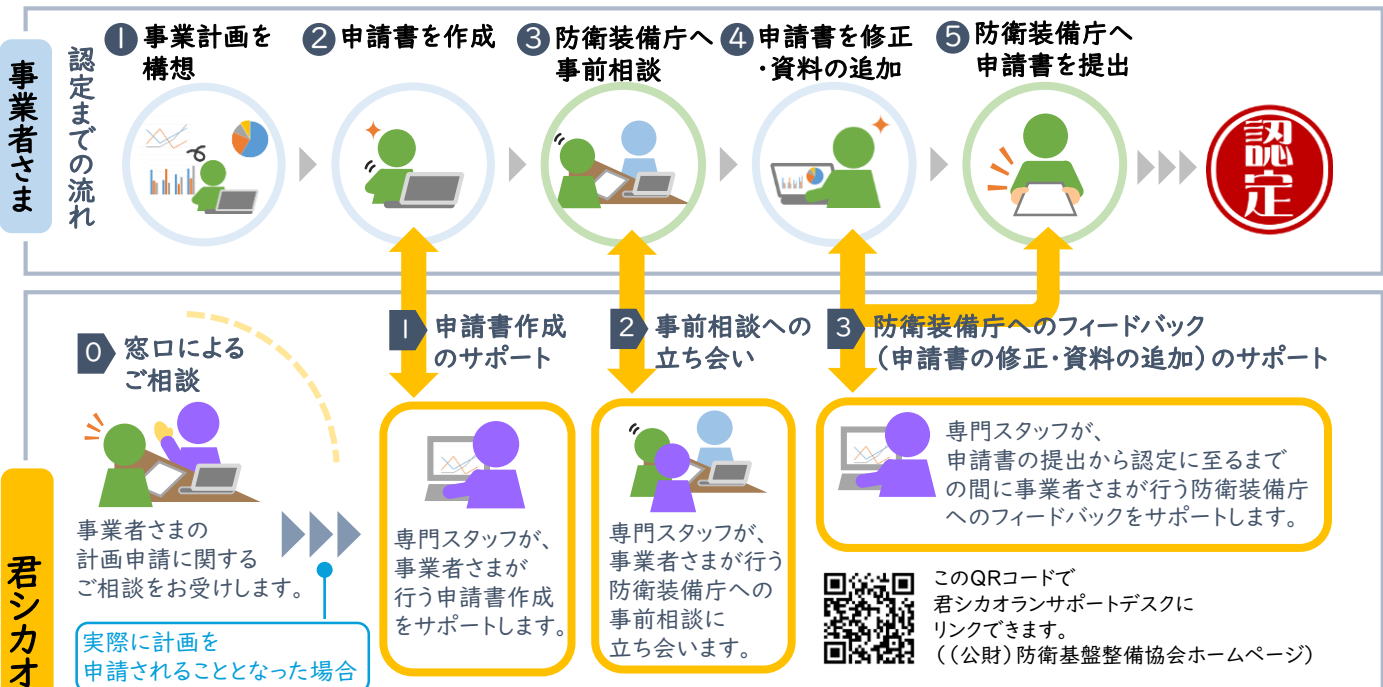 事業者さま
認定までの流れ
1 事業計画を
構想
2 申請書を作成
3 防衛装備庁へ
事前相談
4 申請書を修正
・資料の追加
5 防衛装備庁へ
申請書を提出
認定
君シカオ
0 窓口による
ご相談
事業者さまの
計画申請に関する
ご相談をお受けします。
実際に計画を
申請されることとなった場合
1 申請書作成
のサポート
専門スタッフが、
事業者さまが
行う申請書作成
をサポートします。
2 事前相談への
立ち会い
専門スタッフが、
事業者さまが行う
防衛装備庁への
事前相談に
立ち会います。
3 防衛装備庁へのフィードバック
（申請書の修正・資料の追加）のサポート
専門スタッフが、
申請書の提出から認定に至るまで
の間に事業者さまが行う防衛装備庁
へのフィードバックをサポートします。
このQRコードで
君シカオランサポートデスクに
リンクできます。
（（公財）防衛基盤整備協会ホームページ）